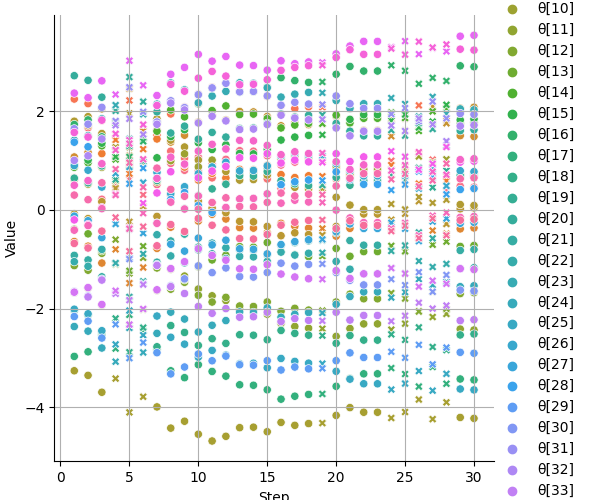 Value
2
0
−2
−4
0 5 10 15 20 25 30
Step
θ[10]
θ[11]
θ[12]
θ[13]
θ[14]
θ[15]
θ[16]
θ[17]
θ[18]
θ[19]
θ[20]
θ[21]
θ[22]
θ[23]
θ[24]
θ[25]
θ[26]
θ[27]
θ[28]
θ[29]
θ[30]
θ[31]
θ[32]
θ[33]